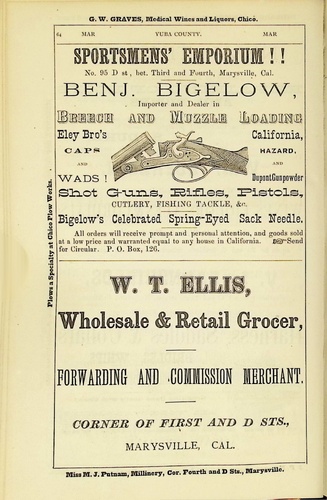 G. W. GRAVES, Medical Wines and Liquors, Chico.
64 MAR YUBA COUNTY. MAR
SPORTSMENS' EMPORIUM!!
No. 95 D st, bet. Third and Fourth, Marysville, Cal.
BENJ. BIGELOW,
Importer and Dealer in
BREECH AND MUZZLE LOADING
Eley Bro's
CAPS
AND
WADS!
California,
HAZARD,
AND
DupontGunpowder
Shot Guns, Rifles, Pistols,
CUTLERY, FISHING TACKLE, &c.
Bigelow's Celebrated Spring-Eyed Sack Needle.
All orders will receive prompt and personal attention, and goods sold
at a low price and warranted equal to any house in California. ☞Send
for Circular. P. O. Box, 126.
W. T. ELLIS,
Wholesale & Retail Grocer,
FORWARDING AND COMMISSION MERCHANT.
CORNER OF FIRST AND D STS.,
MARYSVILLE, CAL.
Plows a Specialty at Chico Plow Works.
Miss M. J. Putnam, Millinery, Cor. Fourth and D Sts., Marysville.